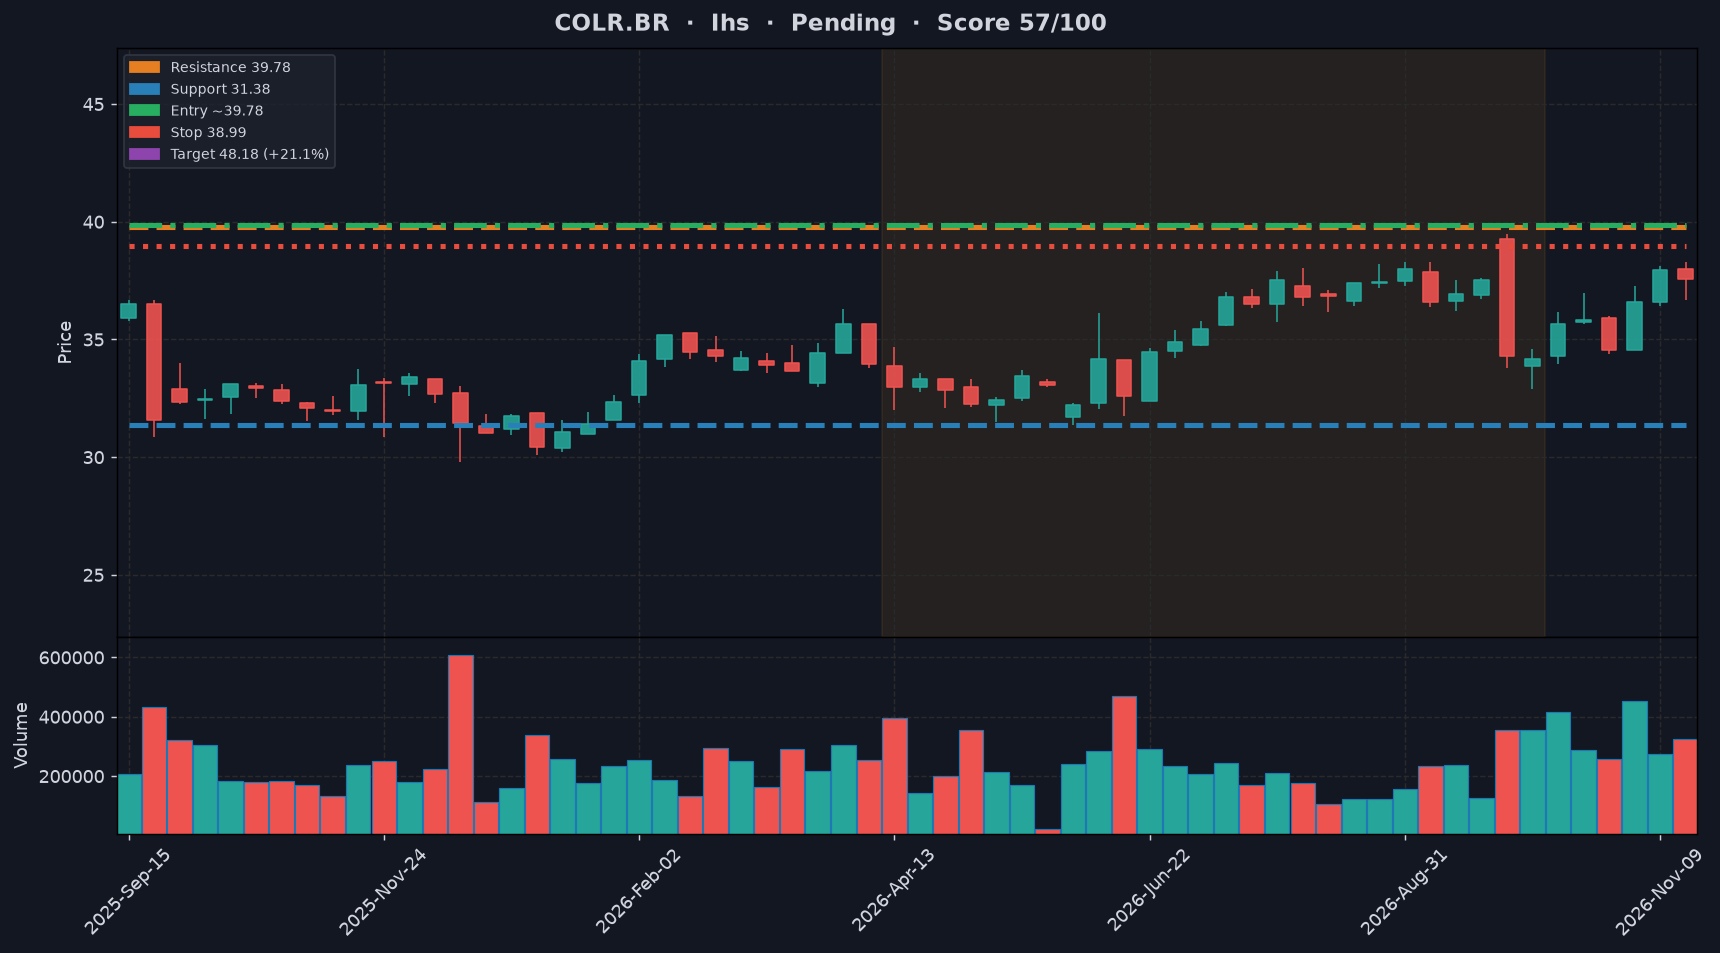 COLR.BR · Ihs · Pending · Score 57/100
Resistance 39.78
Support 31.38
Entry ~39.78
Stop 38.99
Target 48.18 (+21.1%)
45
40
35
30
25
Price
600000
400000
200000
Volume
2025-Sep-15
2025-Nov-24
2026-Feb-02
2026-Apr-13
2026-Jun-22
2026-Aug-31
2026-Nov-09